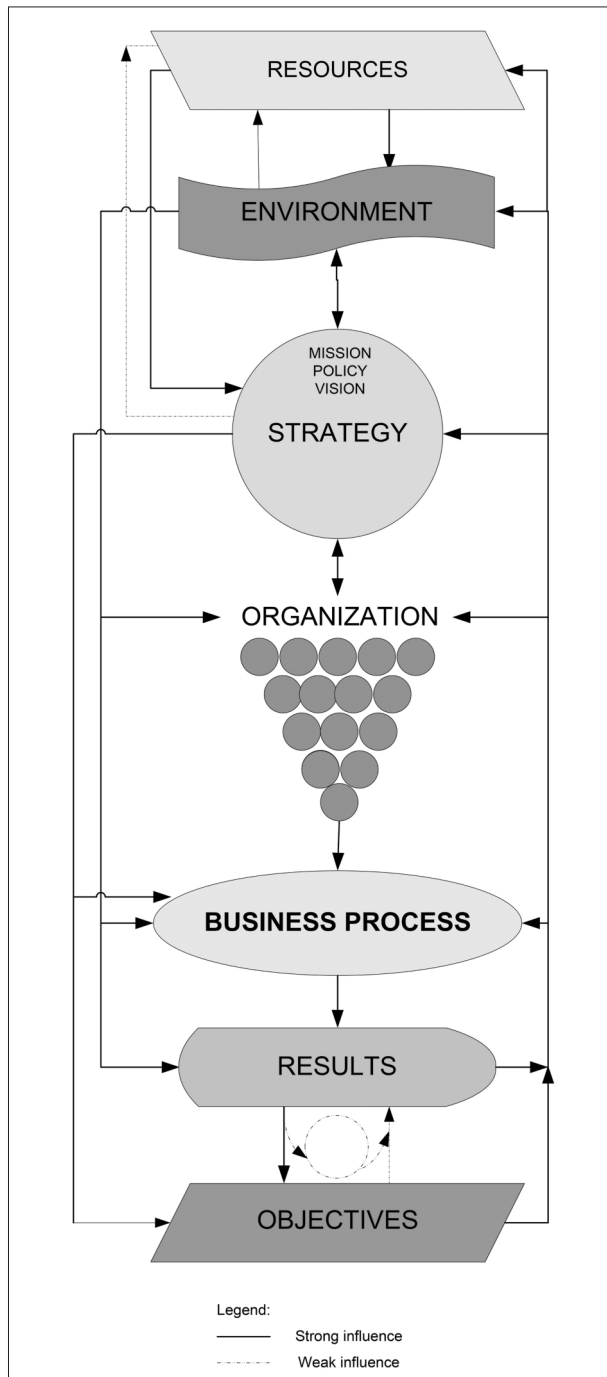 RESOURCES
ENVIRONMENT
MISSION
POLICY
VISION
STRATEGY
ORGANIZATION
BUSINESS PROCESS
RESULTS
OBJECTIVES
Legend:
Strong influence
Weak influence